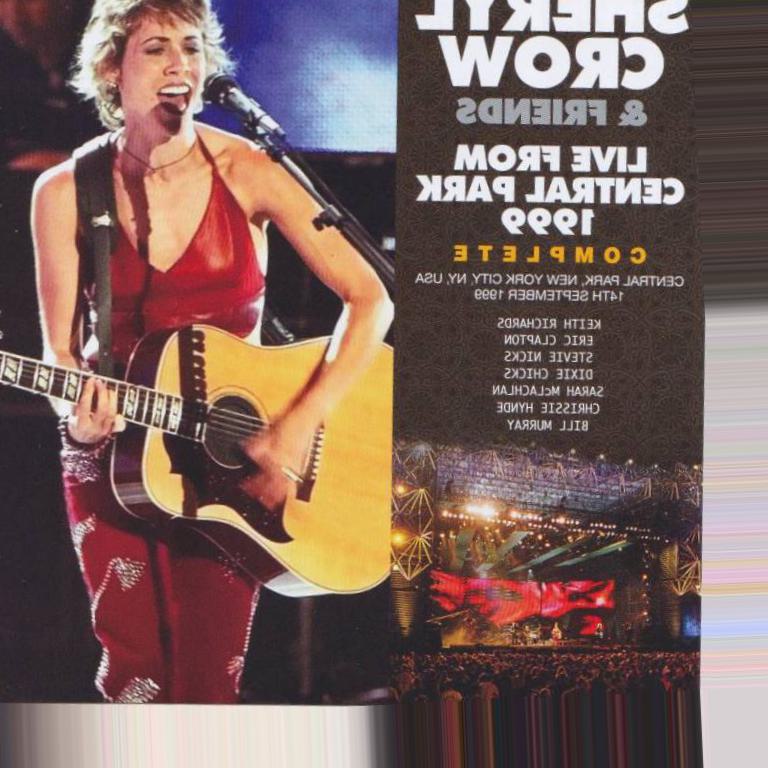 SHERYL
CROW
& FRIENDS
LIVE FROM
CENTRAL PARK
1999
COMPLETE
CENTRAL PARK, NEW YORK CITY, NY, USA
14TH SEPTEMBER 1999
KEITH RICHARDS
ERIC CLAPTON
STEVIE NICKS
DIXIE CHICKS
SARAH McLACHLAN
CHRISSIE HYNDE
BILL MURRAY